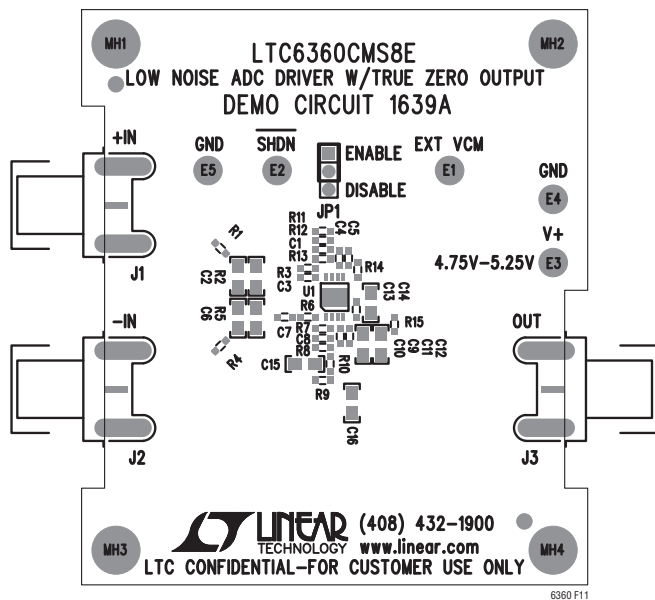 MH1
MH2
LTC6360CMS8E
LOW NOISE ADC DRIVER W/TRUE ZERO OUTPUT
DEMO CIRCUIT 1639A
+IN
GND
SHDN
ENABLE
EXT VCM
E5
E2
E1
GND
DISABLE
E4
JP1
V+
R11
R12
C4
C5
R1
C1
R13
4.75V–5.25V
E3
J1
R14
R3
C2
R2
C3
U1
C13
C14
R6
–IN
C6
R5
R15
OUT
C7
R7
C8
R4
R8
C10
C9
C11
C12
C15
R10
R9
J2
C16
J3
LINEAR
TECHNOLOGY
(408) 432–1900
www.linear.com
MH3
MH4
LTC CONFIDENTIAL–FOR CUSTOMER USE ONLY
6360 F11